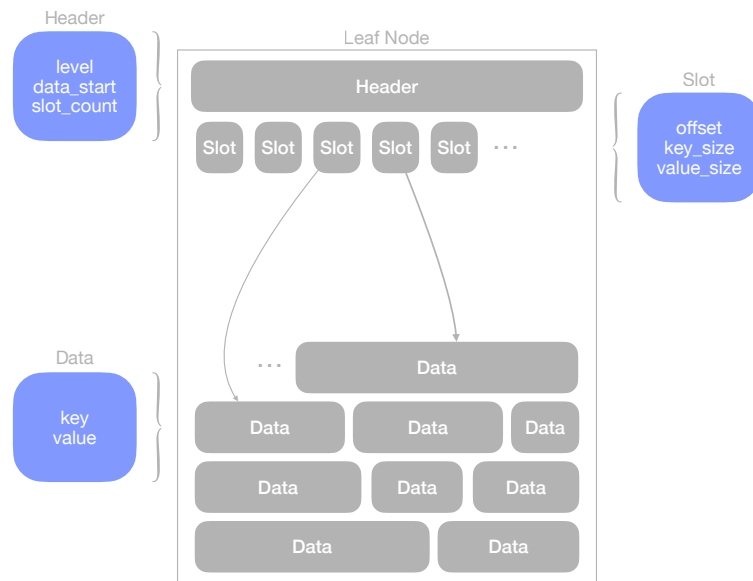 Header
level
data_start
slot_count
Leaf Node
Header
Slot
Slot
Slot
Slot
Slot
...
Slot
offset
key_size
value_size
Data
key
value
...
Data
Data
Data
Data
Data
Data
Data
Data
Data